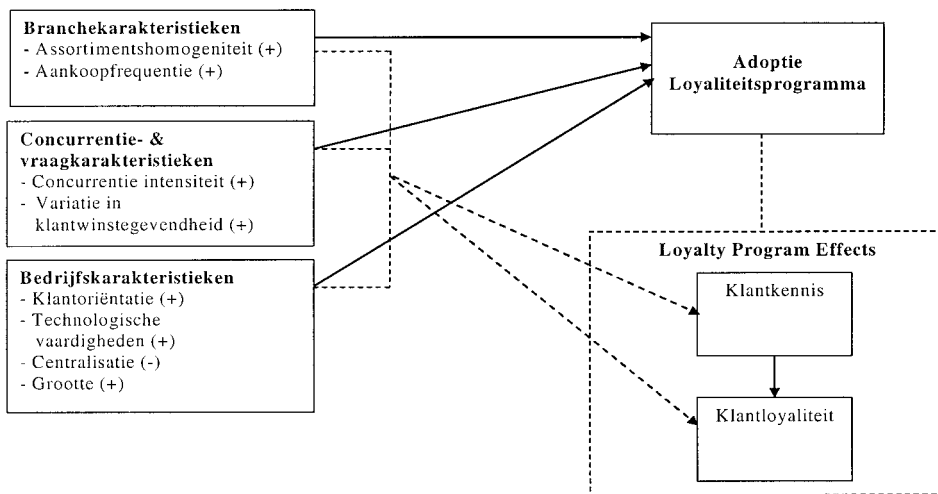 Branchekarakteristieken
- Assortimentshomogeniteit (+)
- Aankoopfrequentie (+)
Concurrentie- &
vraagkarakteristieken
- Concurrentie intensiteit (+)
- Variatie in
klantwinstegevendheid (+)
Bedrijfskarakteristieken
- Klantoriëntatie (+)
- Technologische
vaardigheden (+)
- Centralisatie (-)
- Grootte (+)
Adoptie
Loyaliteitsprogramma
Loyalty Program Effects
Klantkennis
Klantloyaliteit